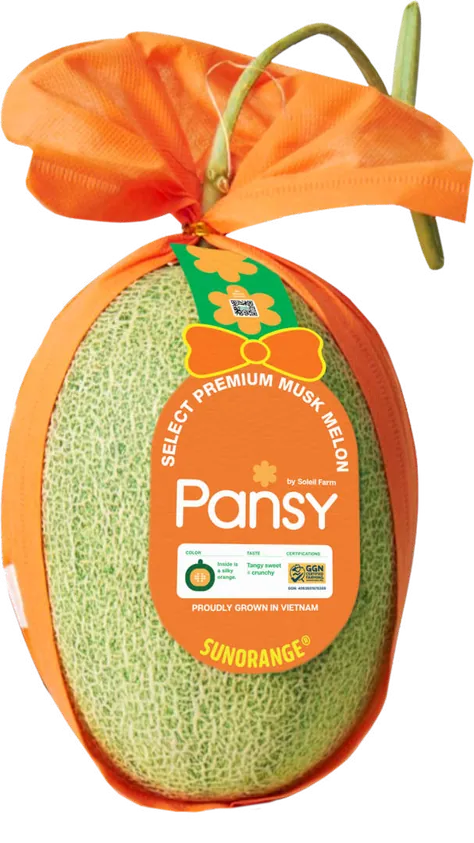 SELECT PREMIUM MUSK MELON
by Soleil Farm
Pansy
COLOR
Inside is
a silky
orange.
TASTE
Tangy sweet
+ crunchy
CERTIFICATIONS
GGN
PROUDLY GROWN IN VIETNAM
SUNORANGE®